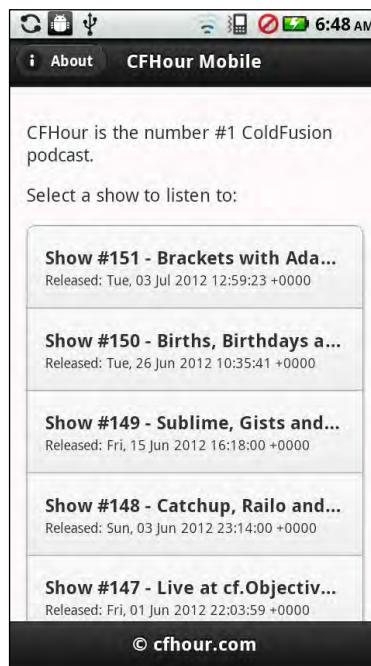 6:48 AM
About CFHour Mobile
CFHour is the number #1 ColdFusion
podcast.
Select a show to listen to:
Show #151 - Brackets with Ada...
Released: Tue, 03 Jul 2012 12:59:23 +0000
Show #150 - Births, Birthdays a...
Released: Tue, 26 Jun 2012 10:35:41 +0000
Show #149 - Sublime, Gists and...
Released: Fri, 15 Jun 2012 16:18:00 +0000
Show #148 - Catchup, Railo and...
Released: Sun, 03 Jun 2012 23:14:00 +0000
Show #147 - Live at cf.Objectiv...
Released: Fri, 01 Jun 2012 22:03:59 +0000
© cfhour.com